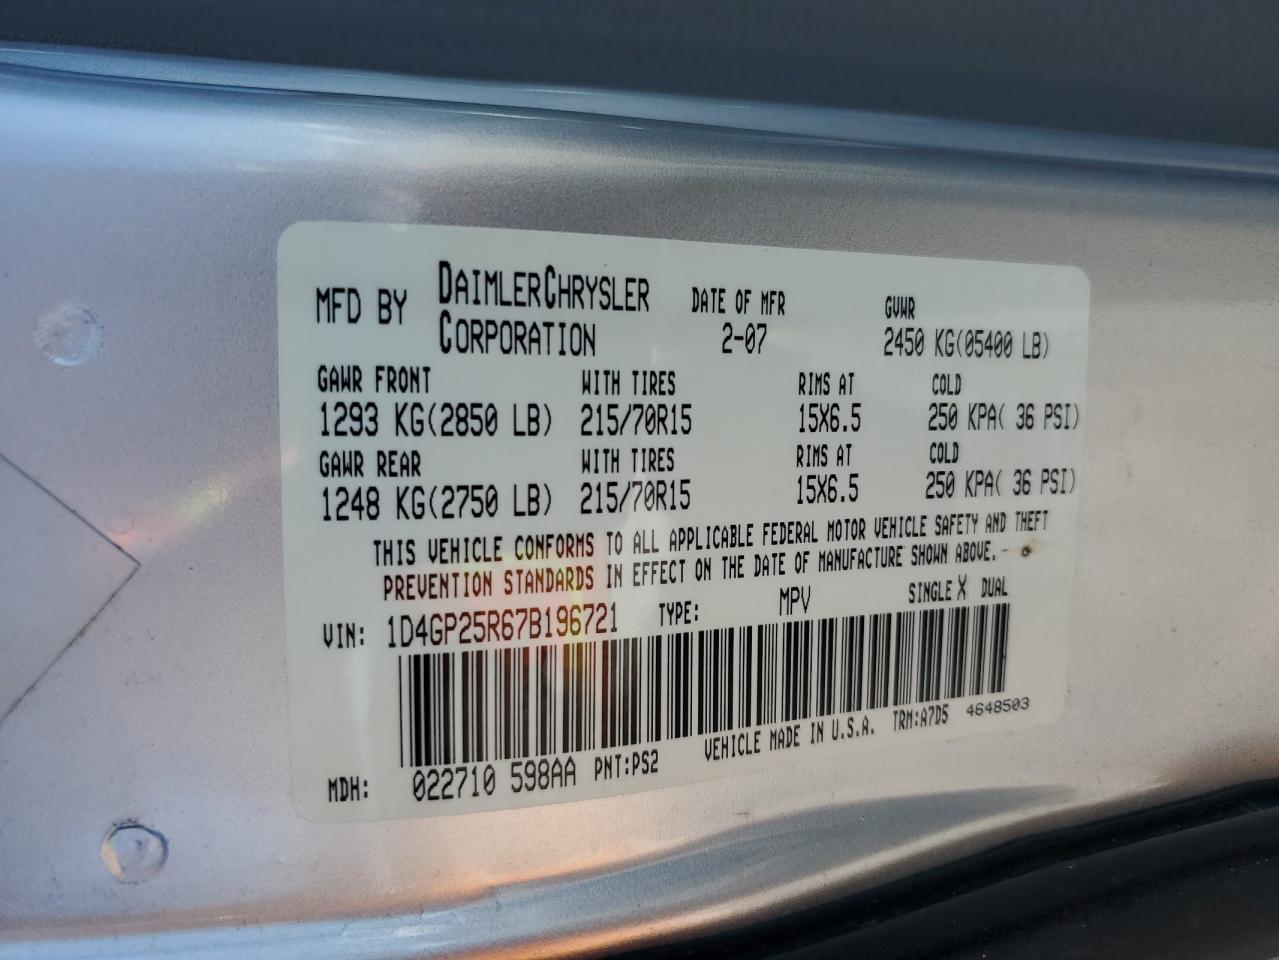 MFD BY DAIMLERCHRYSLER CORPORATION DATE OF MFR 2-07 GVWR 2450 KG(05400 LB)
GAWR FRONT WITH TIRES RIMS AT COLD
1293 KG(2850 LB) 215/70R15 15X6.5 250 KPA( 36 PSI)
GAWR REAR WITH TIRES RIMS AT COLD
1248 KG(2750 LB) 215/70R15 15X6.5 250 KPA( 36 PSI)
THIS VEHICLE CONFORMS TO ALL APPLICABLE FEDERAL MOTOR VEHICLE SAFETY AND THEFT
PREVENTION STANDARDS IN EFFECT ON THE DATE OF MANUFACTURE SHOWN ABOVE.
VIN: 1D4GP25R67B196721 TYPE: MPV SINGLE X DUAL
VEHICLE MADE IN U.S.A. TRM:A7D5 4648503
MDH: 022710 598AA PNT:PS2